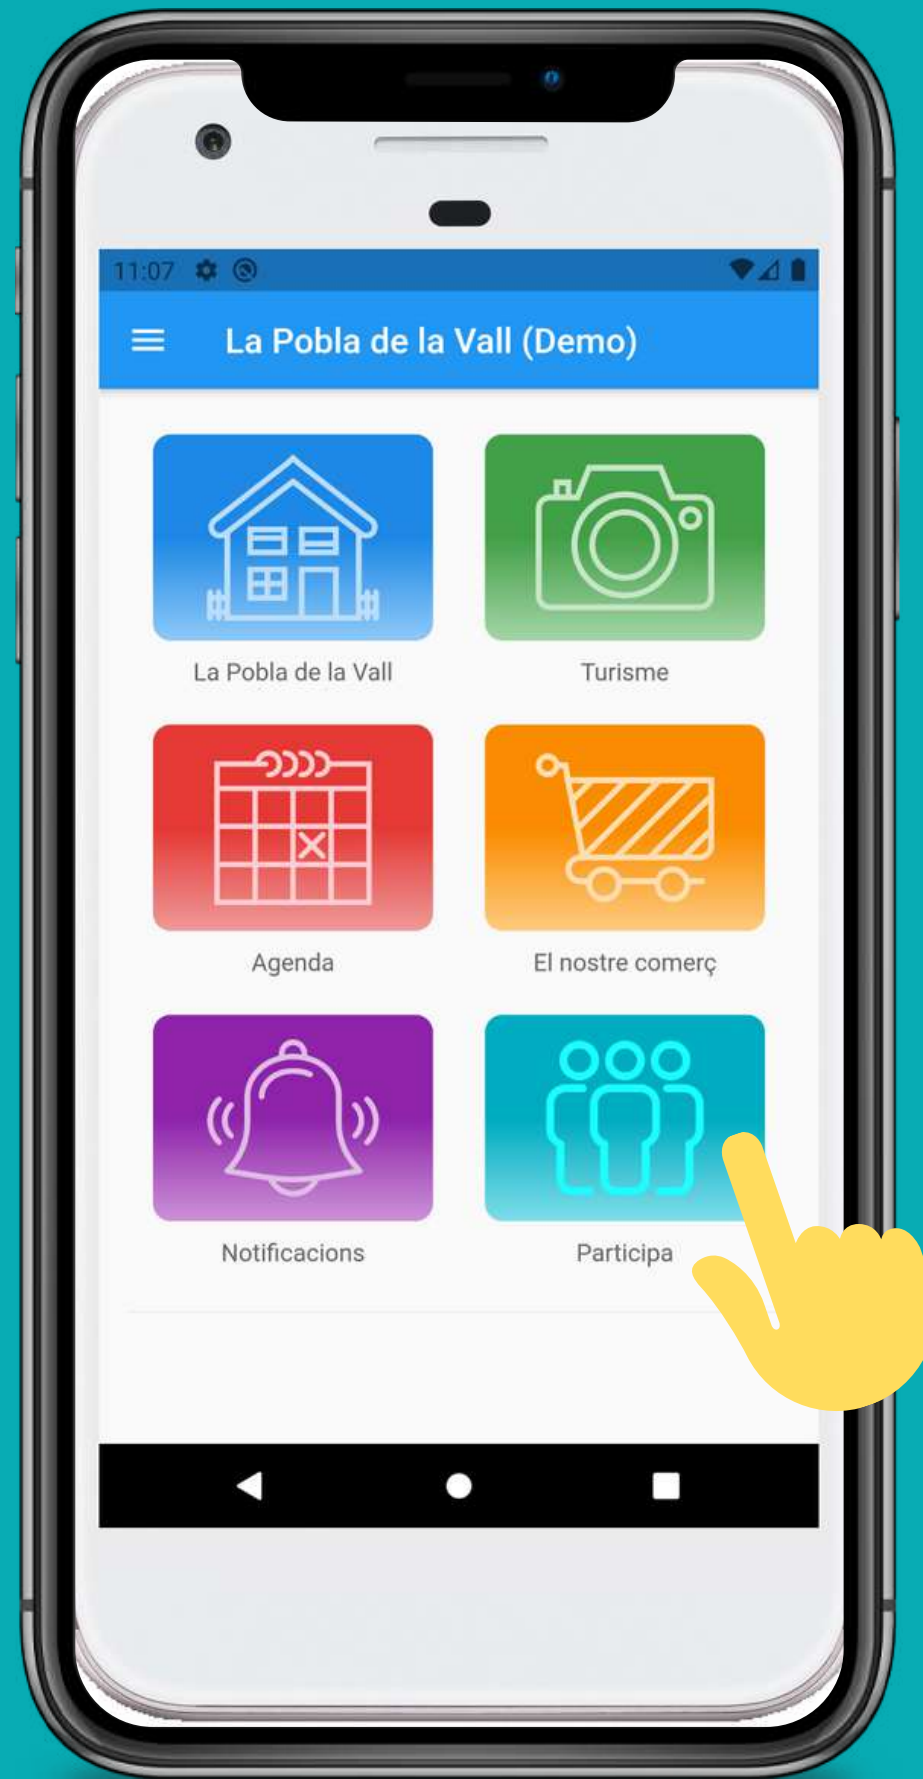 11:07
La Pobla de la Vall (Demo)
La Pobla de la Vall
Turisme
Agenda
El nostre comerç
Notificacions
Participa